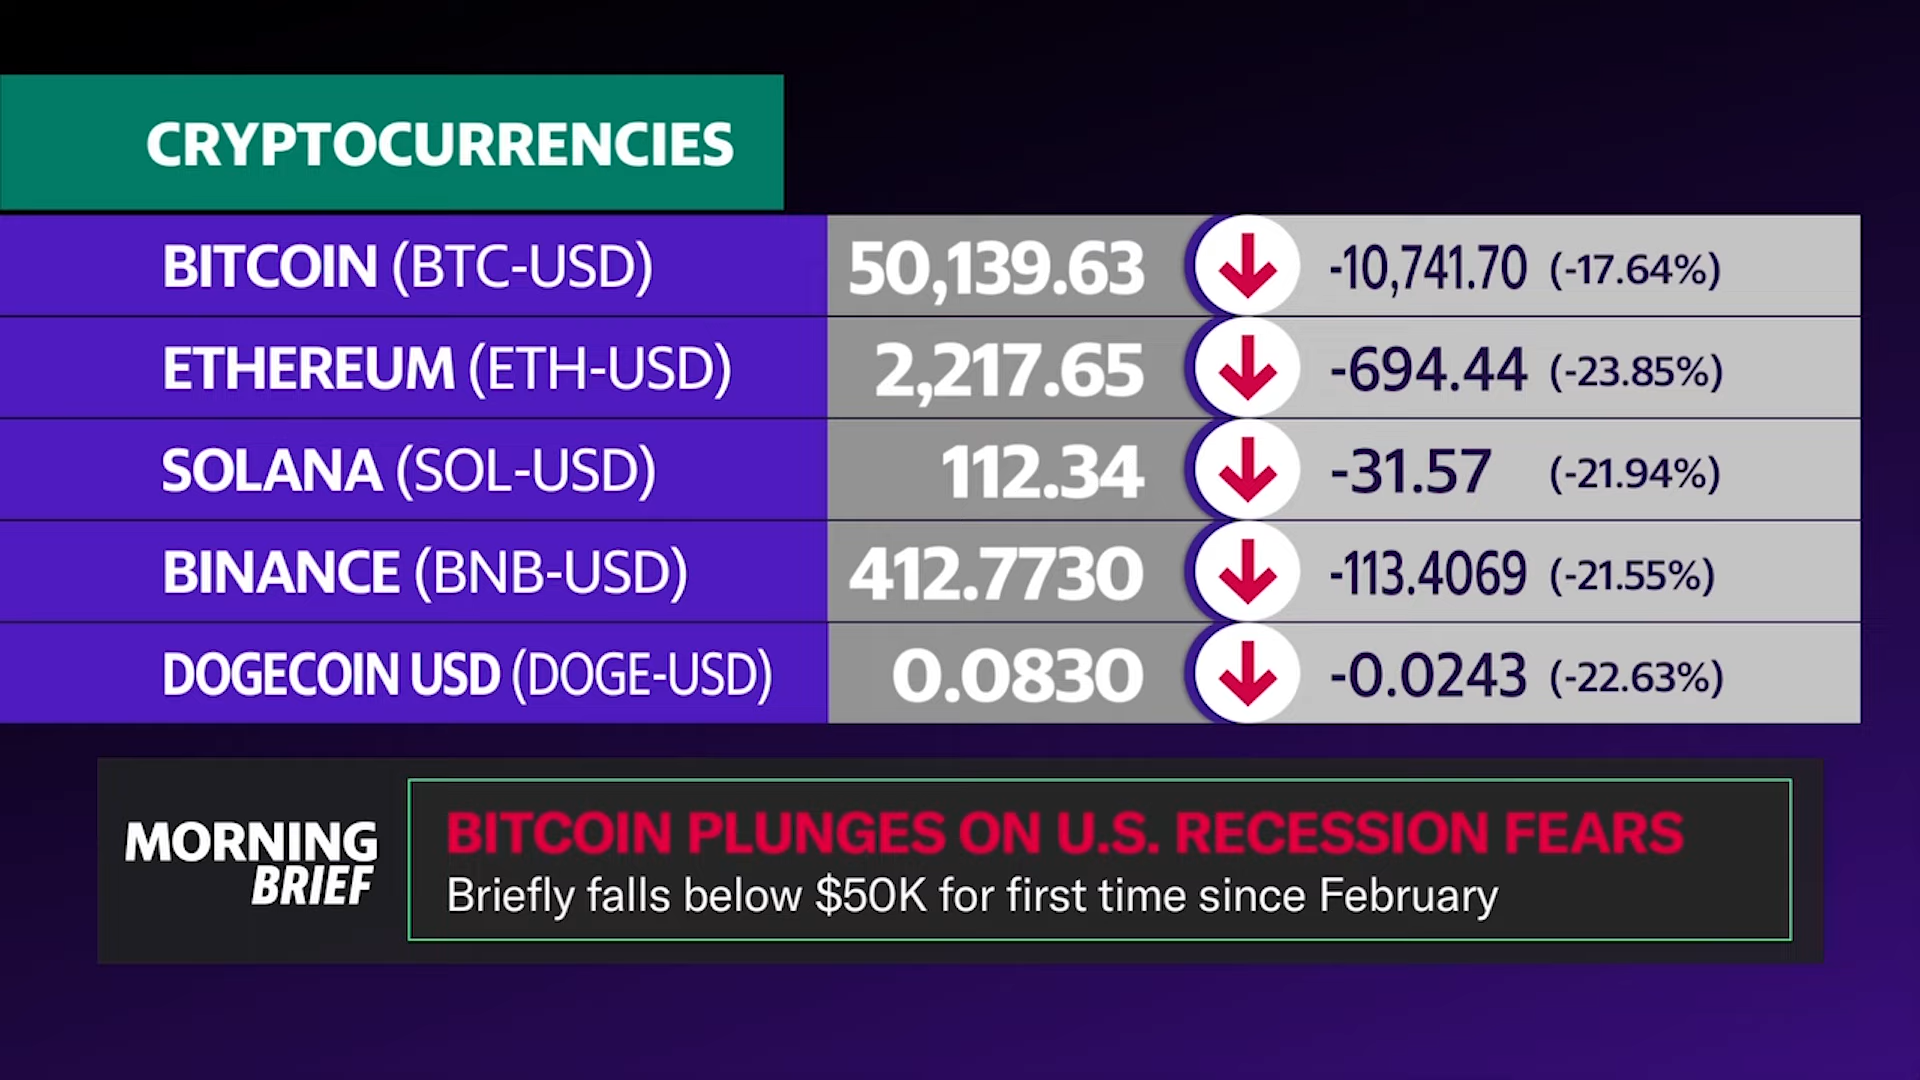 CRYPTOCURRENCIES
BITCOIN (BTC-USD) 50,139.63 -10,741.70 (-17.64%)
ETHEREUM (ETH-USD) 2,217.65 -694.44 (-23.85%)
SOLANA (SOL-USD) 112.34 -31.57 (-21.94%)
BINANCE (BNB-USD) 412.7730 -113.4069 (-21.55%)
DOGECOIN USD (DOGE-USD) 0.0830 -0.0243 (-22.63%)
MORNING
BRIEF
BITCOIN PLUNGES ON U.S. RECESSION FEARS
Briefly falls below $50K for first time since February